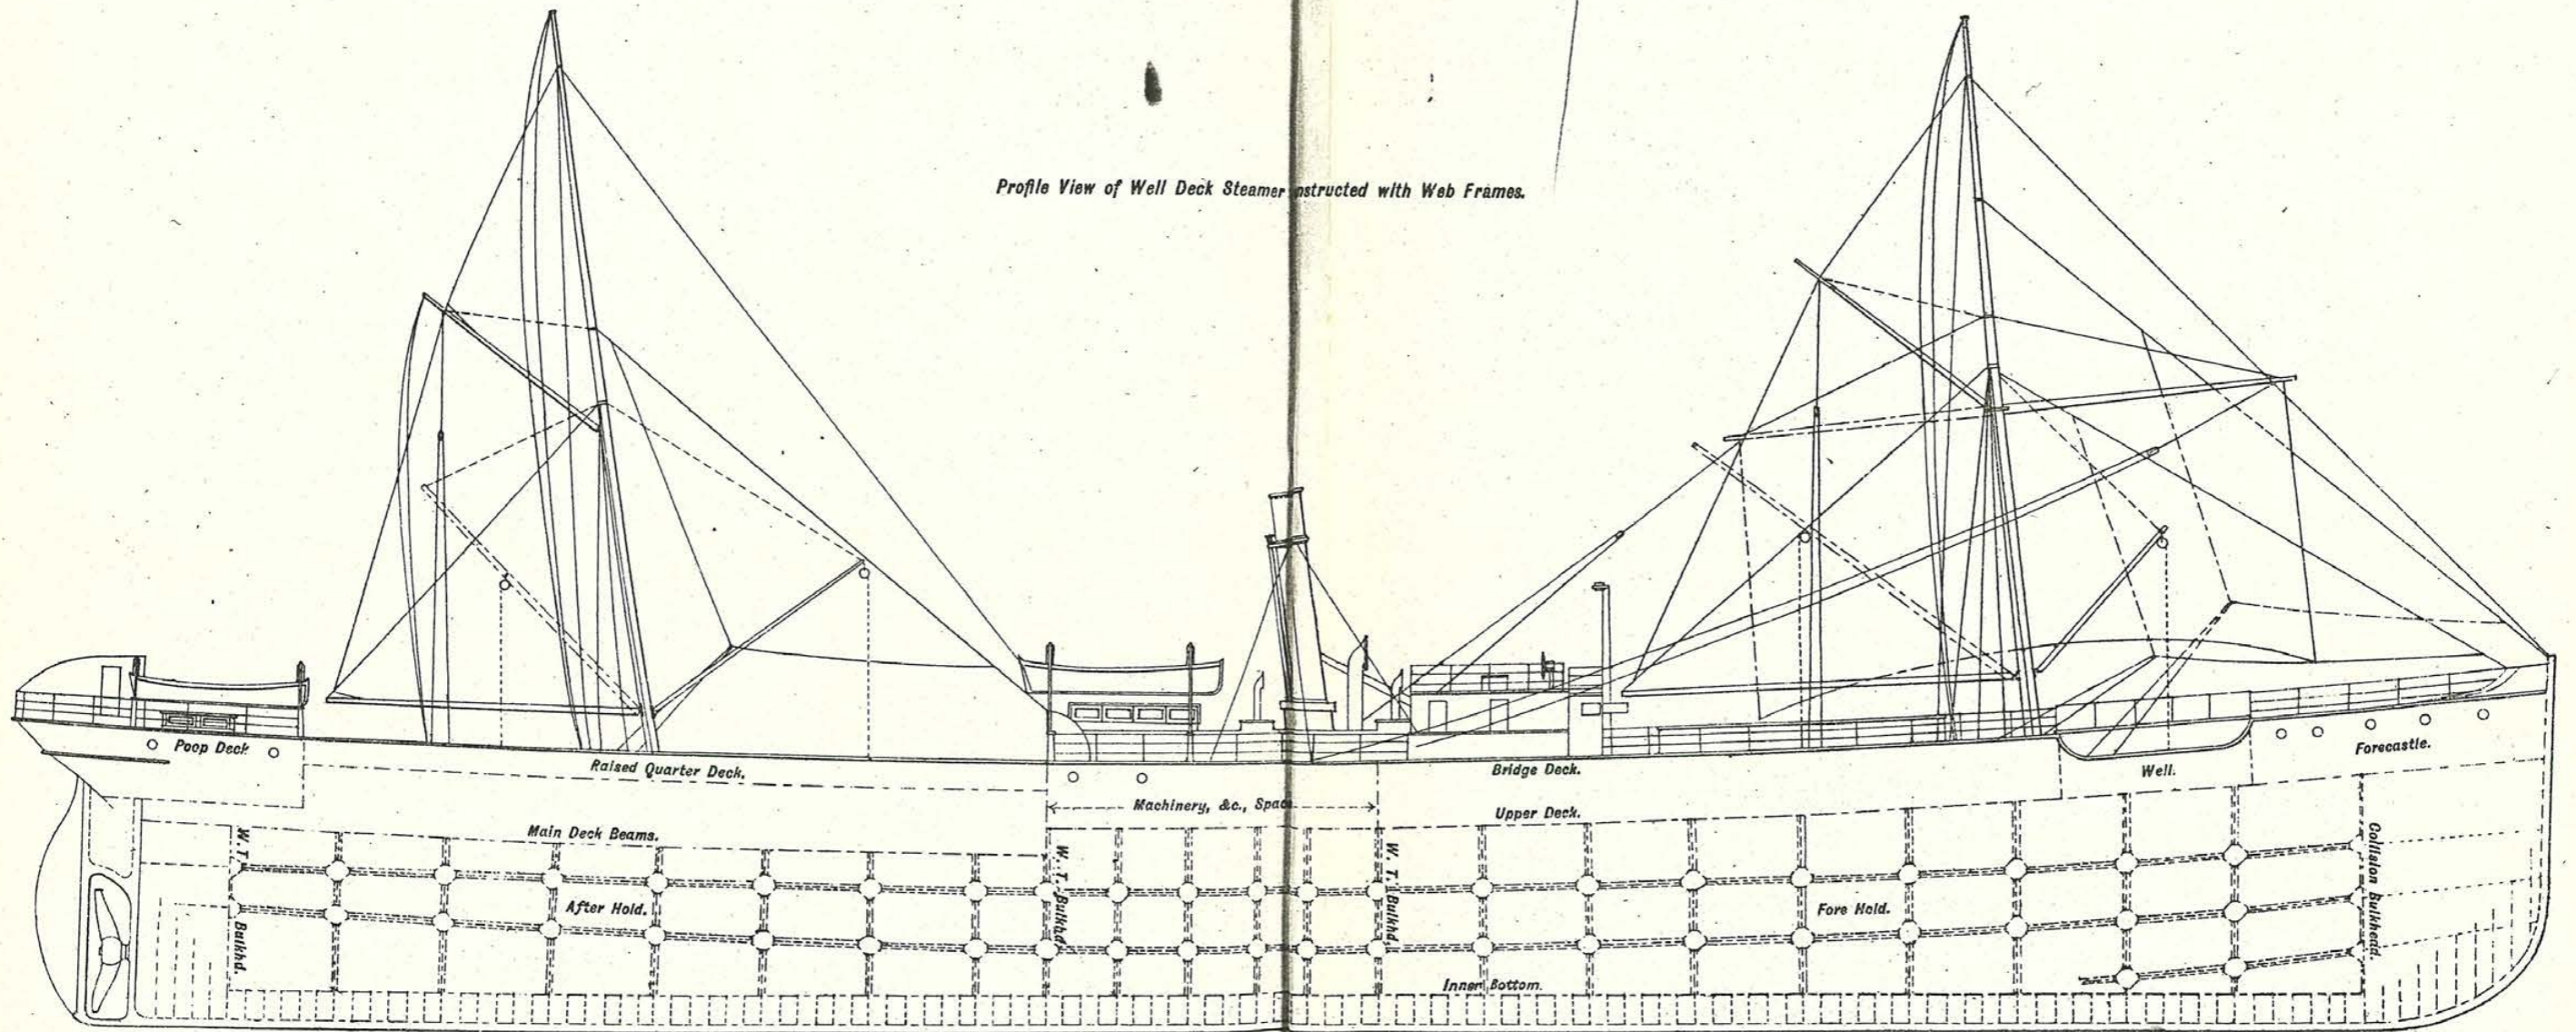 Profile View of Well Deck Steamer nstructed with Web Frames.
Poop Deck
Raised Quarter Deck.
Bridge Deck.
Well.
Forecastle.
Machinery, &c., Spac
Upper Deck.
Main Deck Beams.
W. T. Bulkhd.
After Hold.
W. T. Bulkhd.
W. T. Bulkhd.
Fore Hold.
Collision Bulkhead.
Inner Bottom.